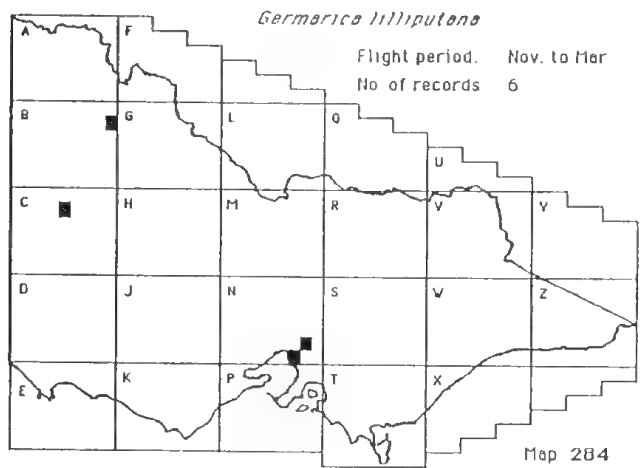 Germarica lilliputana
Flight period. Nov. to Mar
No of records 6
A F
B G L Q
U
C H M R V Y
D J N S W Z
E K P T X
Map 284